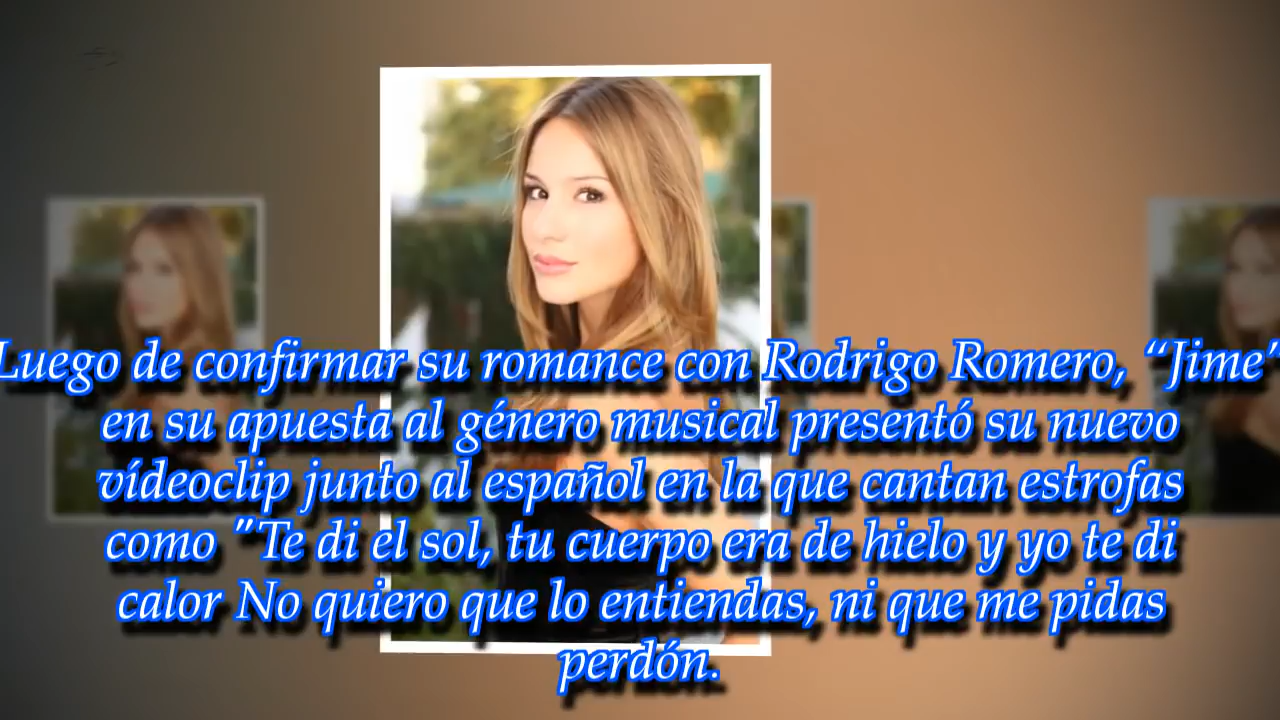 Luego de confirmar su romance con Rodrigo Romero, “Jime”
en su apuesta al género musical presentó su nuevo
vídeoclip junto al español en la que cantan estrofas
como "Te di el sol, tu cuerpo era de hielo y yo te di
calor No quiero que lo entiendas, ni que me pidas
perdón.